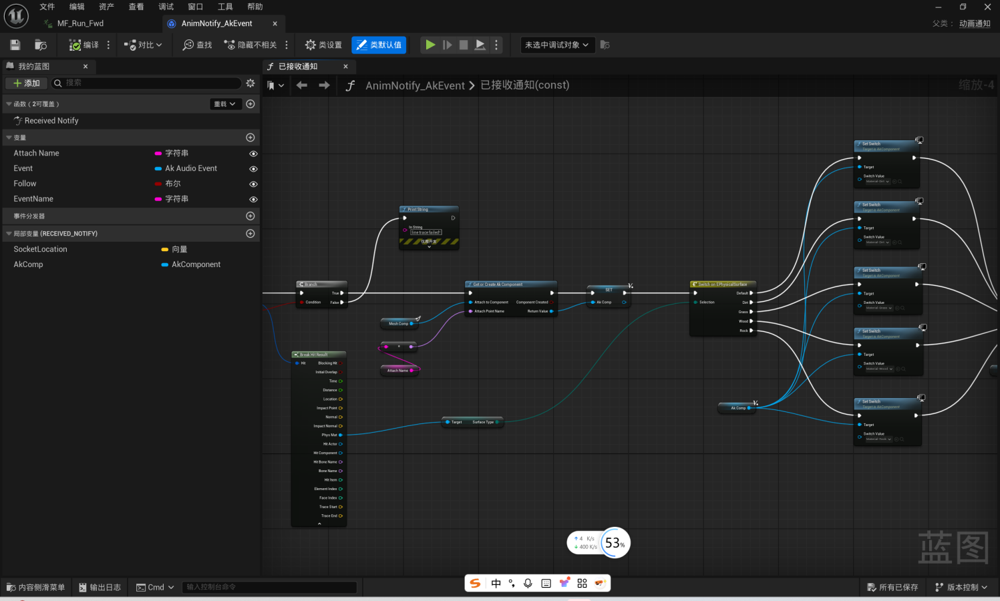 文件 编辑 资产 查看 调试 窗口 工具 帮助
MF_Run_Fwd
AnimNotify_AkEvent
父类： 动画通知
编译 对比 查找 隐藏不相关 类设置 类默认值 未选中调试对象
我的蓝图
已接收通知
添加
搜索
AnimNotify_AkEvent
已接收通知(const)
缩放-4
函数（2可覆盖）
重载
Received Notify
变量
Attach Name 字符串
Event Ak Audio Event
Follow 布尔
EventName 字符串
事件分发器
局部变量 (RECEIVED_NOTIFY)
SocketLocation 向量
AkComp AkComponent
Print String
In String
line trace failed!
仅限开发
Branch
True
Condition False
Get or Create Ak Component
Attach to Component Component Created
Attach Point Name Return Value
SET
Ak Comp
Mesh Comp
Attach Name
Break Hit Result
Hit Blocking Hit
Initial Overlap
Time
Distance
Location
Impact Point
Normal
Impact Normal
Phys Mat
Hit Actor
Hit Component
Hit Bone Name
Bone Name
Hit Item
Element Index
Face Index
Trace Start
Trace End
Target Surface Type
Switch on EPhysicalSurface
Default
Selection Dirt
Grass
Wood
Rock
Ak Comp
Set Switch
Target is AkComponent
Target
Switch Value
Material-Dirt
Set Switch
Target is AkComponent
Target
Switch Value
Material-Dirt
Set Switch
Target is AkComponent
Target
Switch Value
Material-Grass
Set Switch
Target is AkComponent
Target
Switch Value
Material-Wood
Set Switch
Target is AkComponent
Target
Switch Value
Material-Rock
4 K/s
400 K/s
53%
蓝图
内容侧滑菜单 输出日志 Cmd 输入控制台命令
中
所有已保存 版本控制